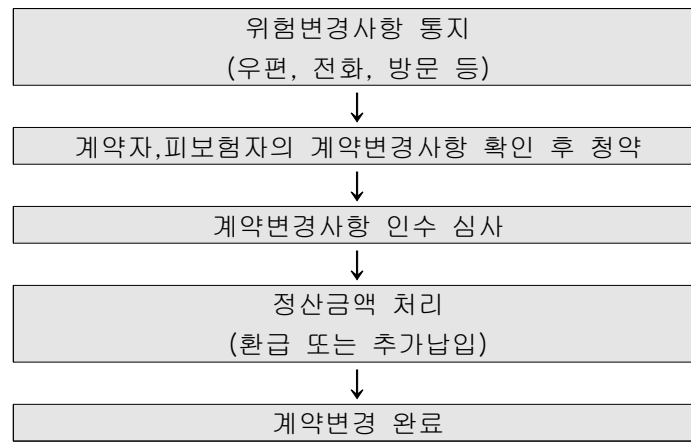 위험변경사항 통지
(우편, 전화, 방문 등)
↓
계약자,피보험자의 계약변경사항 확인 후 청약
↓
계약변경사항 인수 심사
↓
정산금액 처리
(환급 또는 추가납입)
↓
계약변경 완료